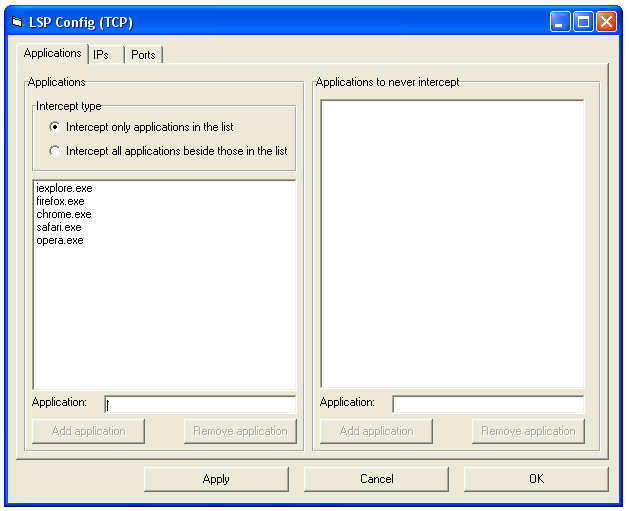 LSP Config (TCP)
Applications IPs Ports
Applications
Intercept type
Intercept only applications in the list
Intercept all applications beside those in the list
iexplore.exe
firefox.exe
chrome.exe
safari.exe
opera.exe
Application:
Add application Remove application
Applications to never intercept
Application:
Add application Remove application
Apply Cancel OK